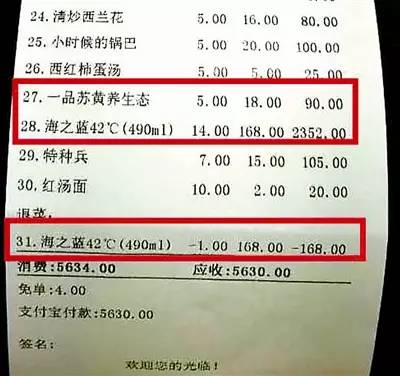 24.清炒西兰花 5.00 16.00 80.00
25.小时候的锅巴 5.00 20.00 100.00
26.西红柿蛋汤 5.00 5.00 25.00
27.一品苏黄养生态 5.00 18.00 90.00
28.海之蓝42℃(490ml) 14.00 168.00 2352.00
29.特种兵 7.00 15.00 105.00
30.红汤面 10.00 2.00 20.00
退菜:
31.海之蓝42℃(490ml) -1.00 168.00 -168.00
消费:5634.00 应收:5630.00
免单:4.00
支付宝付款:5630.00
签名:
欢迎您的光临!